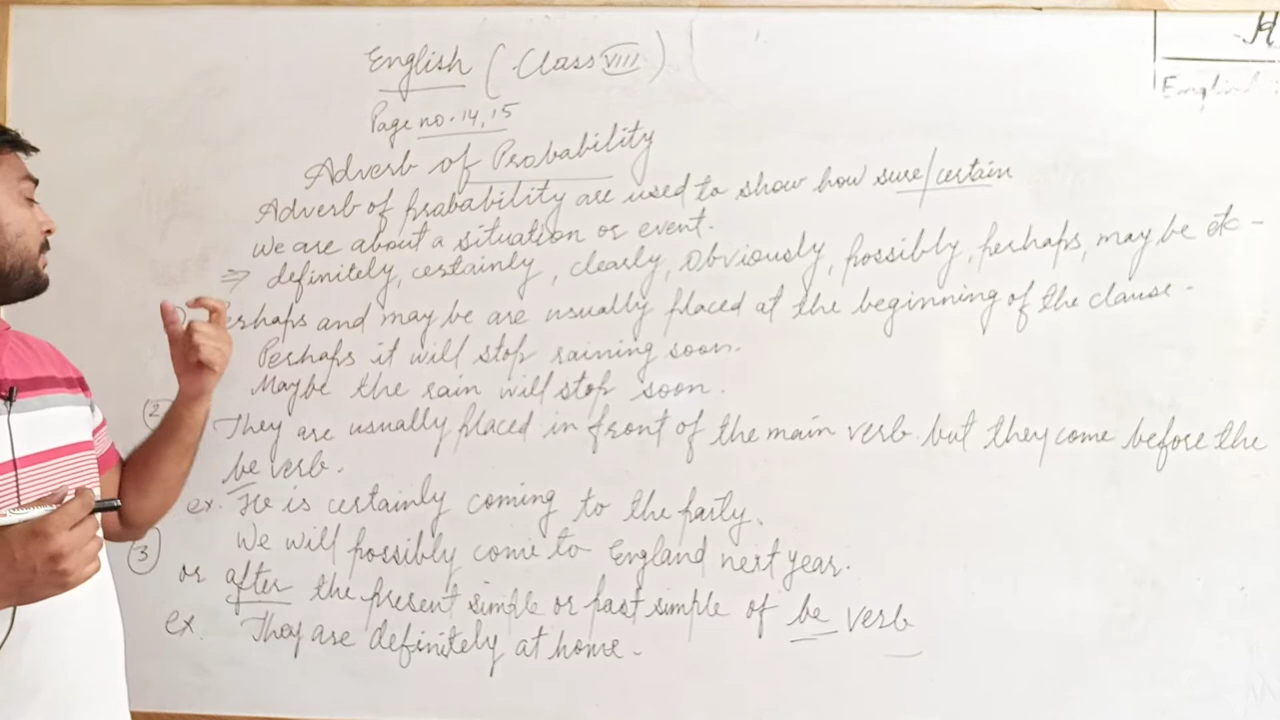 English (Class VIII)
Page no. 14, 15
Adverb of Probability
Adverb of probability are used to show how sure/certain
we are about a situation or event.
⇒ definitely, certainly, clearly, obviously, possibly, perhaps, may be etc -
erhaps and may be are usually placed at the beginning of the clause -
Perhaps it will stop raining soon.
Maybe the rain will stop soon.
2 They are usually placed in front of the main verb but they come before the
be verb.
ex. He is certainly coming to the party.
We will possibly come to England next year.
3 or after the present simple or past simple of be verb
ex. They are definitely at home.
H
English